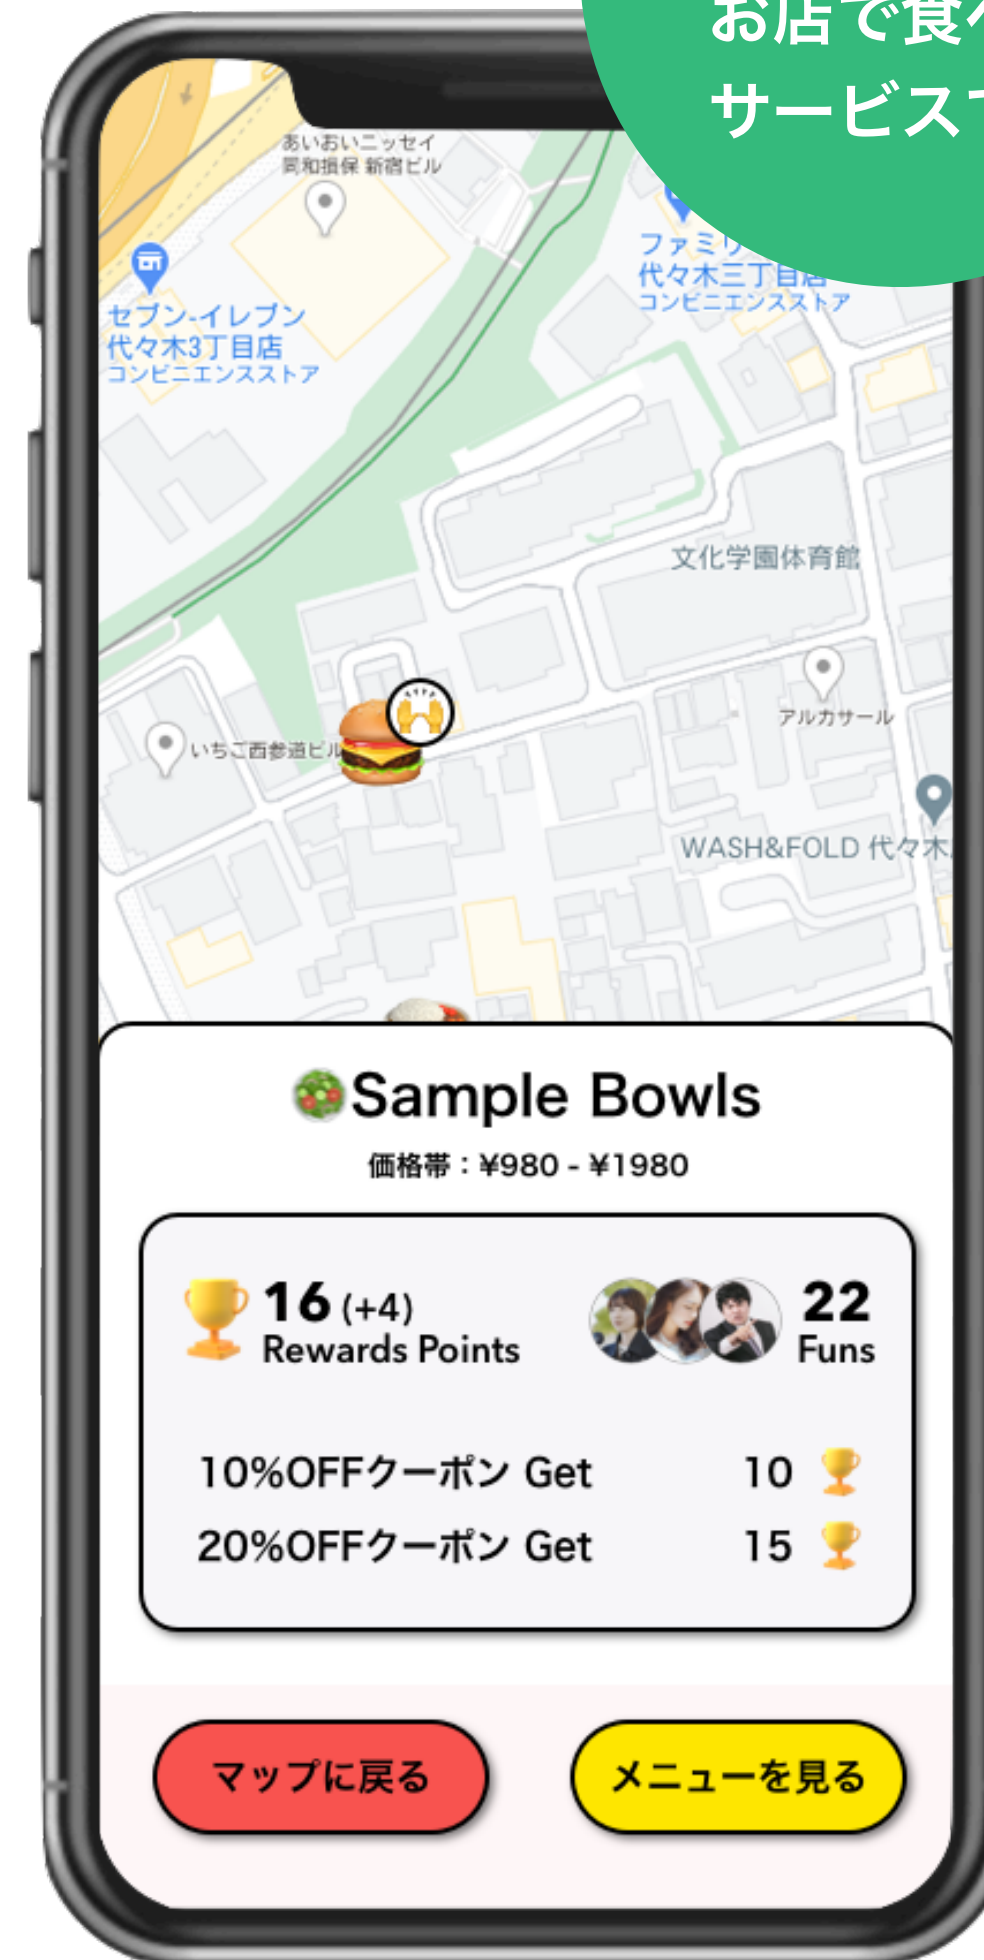 お店で食べ
サービスで
あいおいニッセイ
同和損保 新宿ビル
ファミリ
代々木三丁目店
コンビニエンスストア
セブン-イレブン
代々木3丁目店
コンビニエンスストア
文化学園体育館
アルカサール
いちご西参道ビル
WASH&FOLD 代々木
Sample Bowls
価格帯：¥980 - ¥1980
16 (+4)
Rewards Points
22
Funs
10%OFFクーポン Get 10
20%OFFクーポン Get 15
マップに戻る
メニューを見る